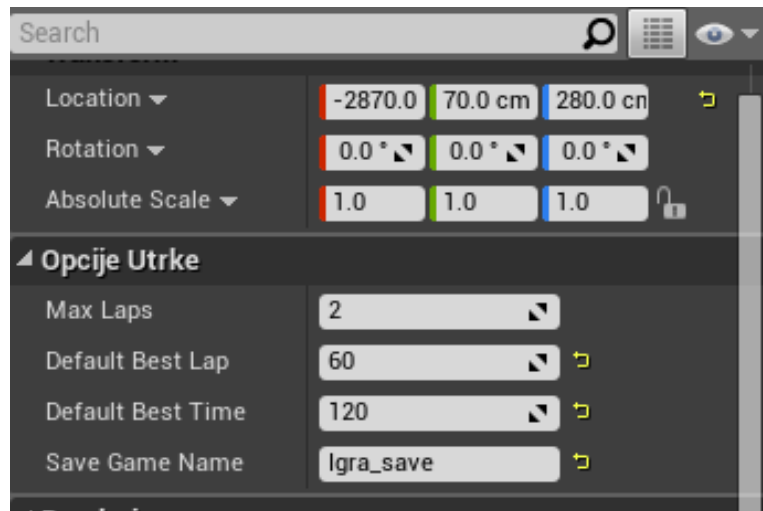 Search
Location -2870.0 70.0 cm 280.0 cm
Rotation 0.0 ° 0.0 ° 0.0 °
Absolute Scale 1.0 1.0 1.0
Opcije Utrke
Max Laps 2
Default Best Lap 60
Default Best Time 120
Save Game Name Igra_save